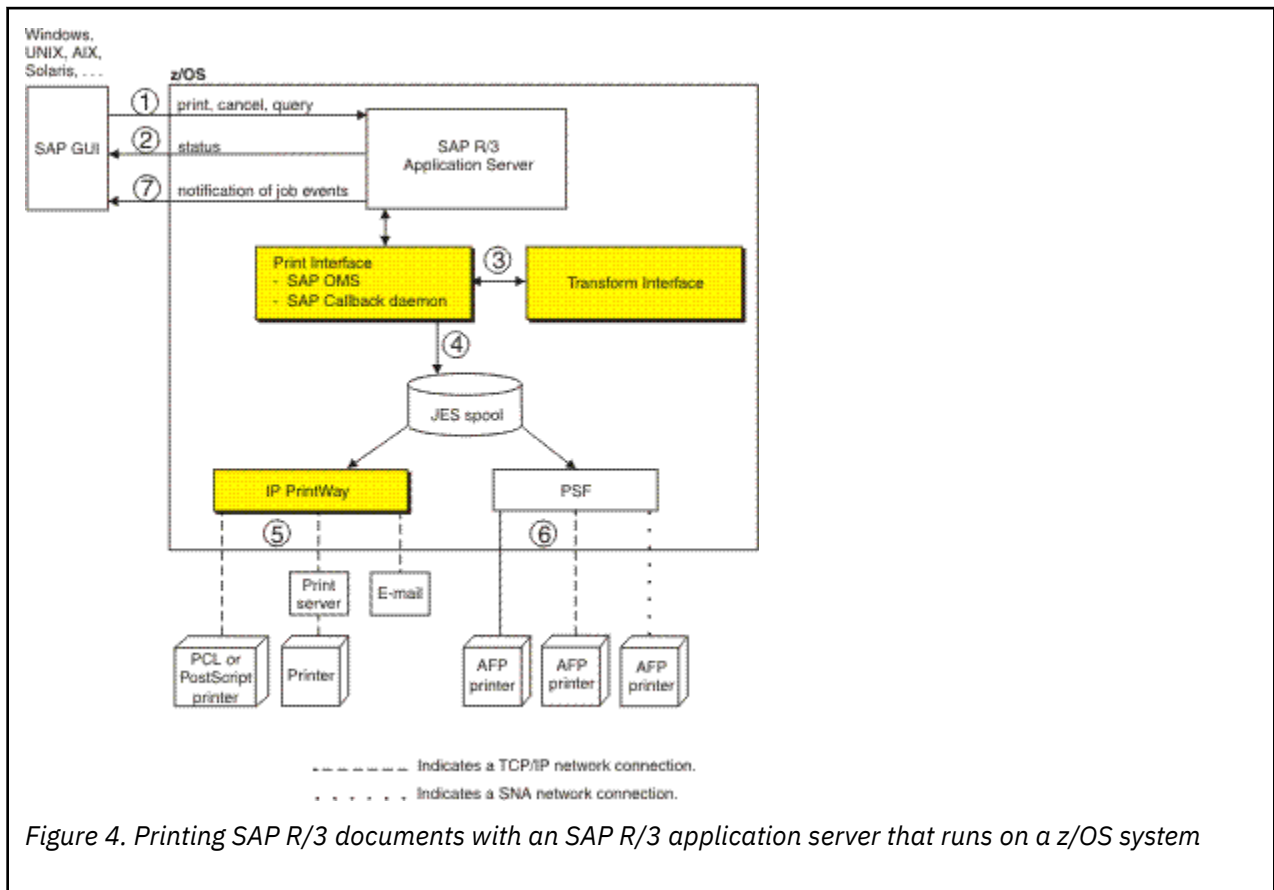 Windows,
UNIX, AIX,
Solaris, . . .
z/OS
SAP GUI
1 print, cancel, query
2 status
7 notification of job events
SAP R/3
Application Server
Print Interface
- SAP OMS
- SAP Callback daemon
3
Transform Interface
4
JES spool
IP PrintWay
PSF
5
6
Print
server
E-mail
PCL or
PostScript
printer
Printer
AFP
printer
AFP
printer
AFP
printer
Indicates a TCP/IP network connection.
Indicates a SNA network connection.
Figure 4. Printing SAP R/3 documents with an SAP R/3 application server that runs on a z/OS system